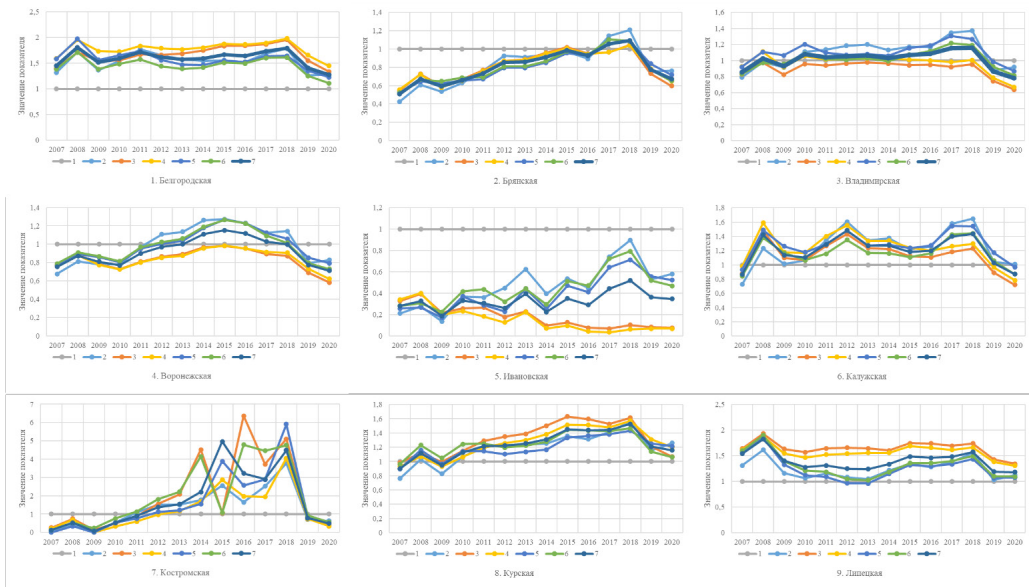 Значение показателя
2,5
2
1,5
1
0,5
0
2007 2008 2009 2010 2011 2012 2013 2014 2015 2016 2017 2018 2019 2020
1 2 3 4 5 6 7
1. Белгородская
Значение показателя
1,4
1,2
1
0,8
0,6
0,4
0,2
0
2007 2008 2009 2010 2011 2012 2013 2014 2015 2016 2017 2018 2019 2020
1 2 3 4 5 6 7
2. Брянская
Значение показателя
1,6
1,4
1,2
1
0,8
0,6
0,4
0,2
0
2007 2008 2009 2010 2011 2012 2013 2014 2015 2016 2017 2018 2019 2020
1 2 3 4 5 6 7
3. Владимирская
Значение показателя
1,4
1,2
1
0,8
0,6
0,4
0,2
0
2007 2008 2009 2010 2011 2012 2013 2014 2015 2016 2017 2018 2019 2020
1 2 3 4 5 6 7
4. Воронежская
Значение показателя
1,2
1
0,8
0,6
0,4
0,2
0
2007 2008 2009 2010 2011 2012 2013 2014 2015 2016 2017 2018 2019 2020
1 2 3 4 5 6 7
5. Ивановская
Значение показателя
1,8
1,6
1,4
1,2
1
0,8
0,6
0,4
0,2
0
2007 2008 2009 2010 2011 2012 2013 2014 2015 2016 2017 2018 2019 2020
1 2 3 4 5 6 7
6. Калужская
Значение показателя
7
6
5
4
3
2
1
0
2007 2008 2009 2010 2011 2012 2013 2014 2015 2016 2017 2018 2019 2020
1 2 3 4 5 6 7
7. Костромская
Значение показателя
1,8
1,6
1,4
1,2
1
0,8
0,6
0,4
0,2
0
2007 2008 2009 2010 2011 2012 2013 2014 2015 2016 2017 2018 2019 2020
1 2 3 4 5 6 7
8. Курская
Значение показателя
2,5
2
1,5
1
0,5
0
2007 2008 2009 2010 2011 2012 2013 2014 2015 2016 2017 2018 2019 2020
1 2 3 4 5 6 7
9. Липецкая